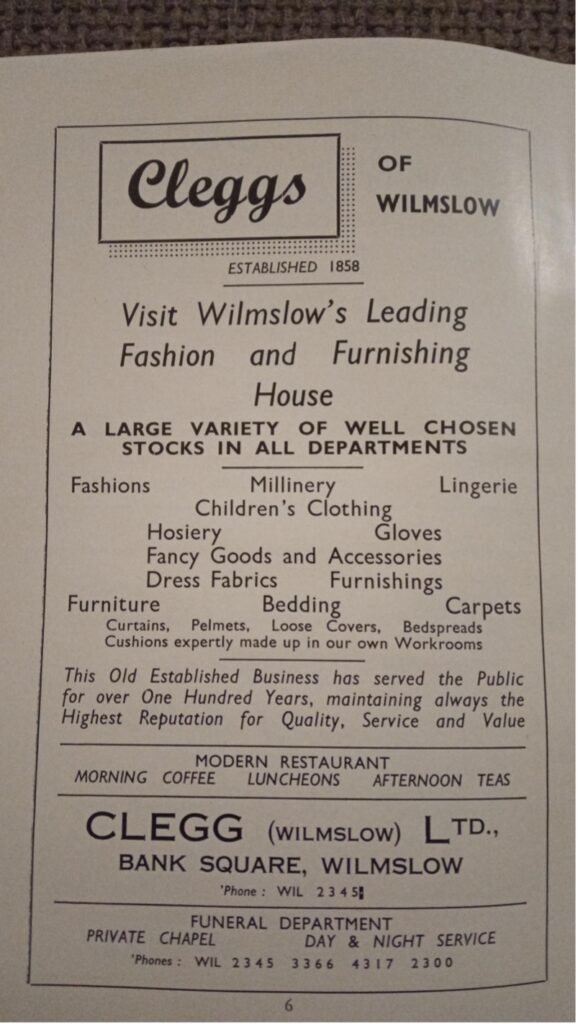 Cleggs OF
WILMSLOW
ESTABLISHED 1858
Visit Wilmslow's Leading
Fashion and Furnishing
House
A LARGE VARIETY OF WELL CHOSEN
STOCKS IN ALL DEPARTMENTS
Fashions Millinery Lingerie
Children's Clothing
Hosiery Gloves
Fancy Goods and Accessories
Dress Fabrics Furnishings
Furniture Bedding Carpets
Curtains, Pelmets, Loose Covers, Bedspreads
Cushions expertly made up in our own Workrooms
This Old Established Business has served the Public
for over One Hundred Years, maintaining always the
Highest Reputation for Quality, Service and Value
MODERN RESTAURANT
MORNING COFFEE LUNCHEONS AFTERNOON TEAS
CLEGG (WILMSLOW) LTD.,
BANK SQUARE, WILMSLOW
'Phone : WIL 2345
FUNERAL DEPARTMENT
PRIVATE CHAPEL DAY & NIGHT SERVICE
'Phones : WIL 2345 3366 4317 2300
6